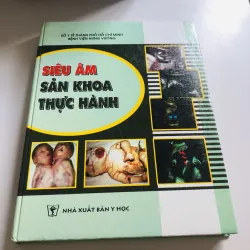 SỞ Y TẾ THÀNH PHỐ HỒ CHÍ MINH
BỆNH VIỆN HÙNG VƯƠNG
SIÊU ÂM
SẢN KHOA
THỰC HÀNH
NHÀ XUẤT BẢN Y HỌC